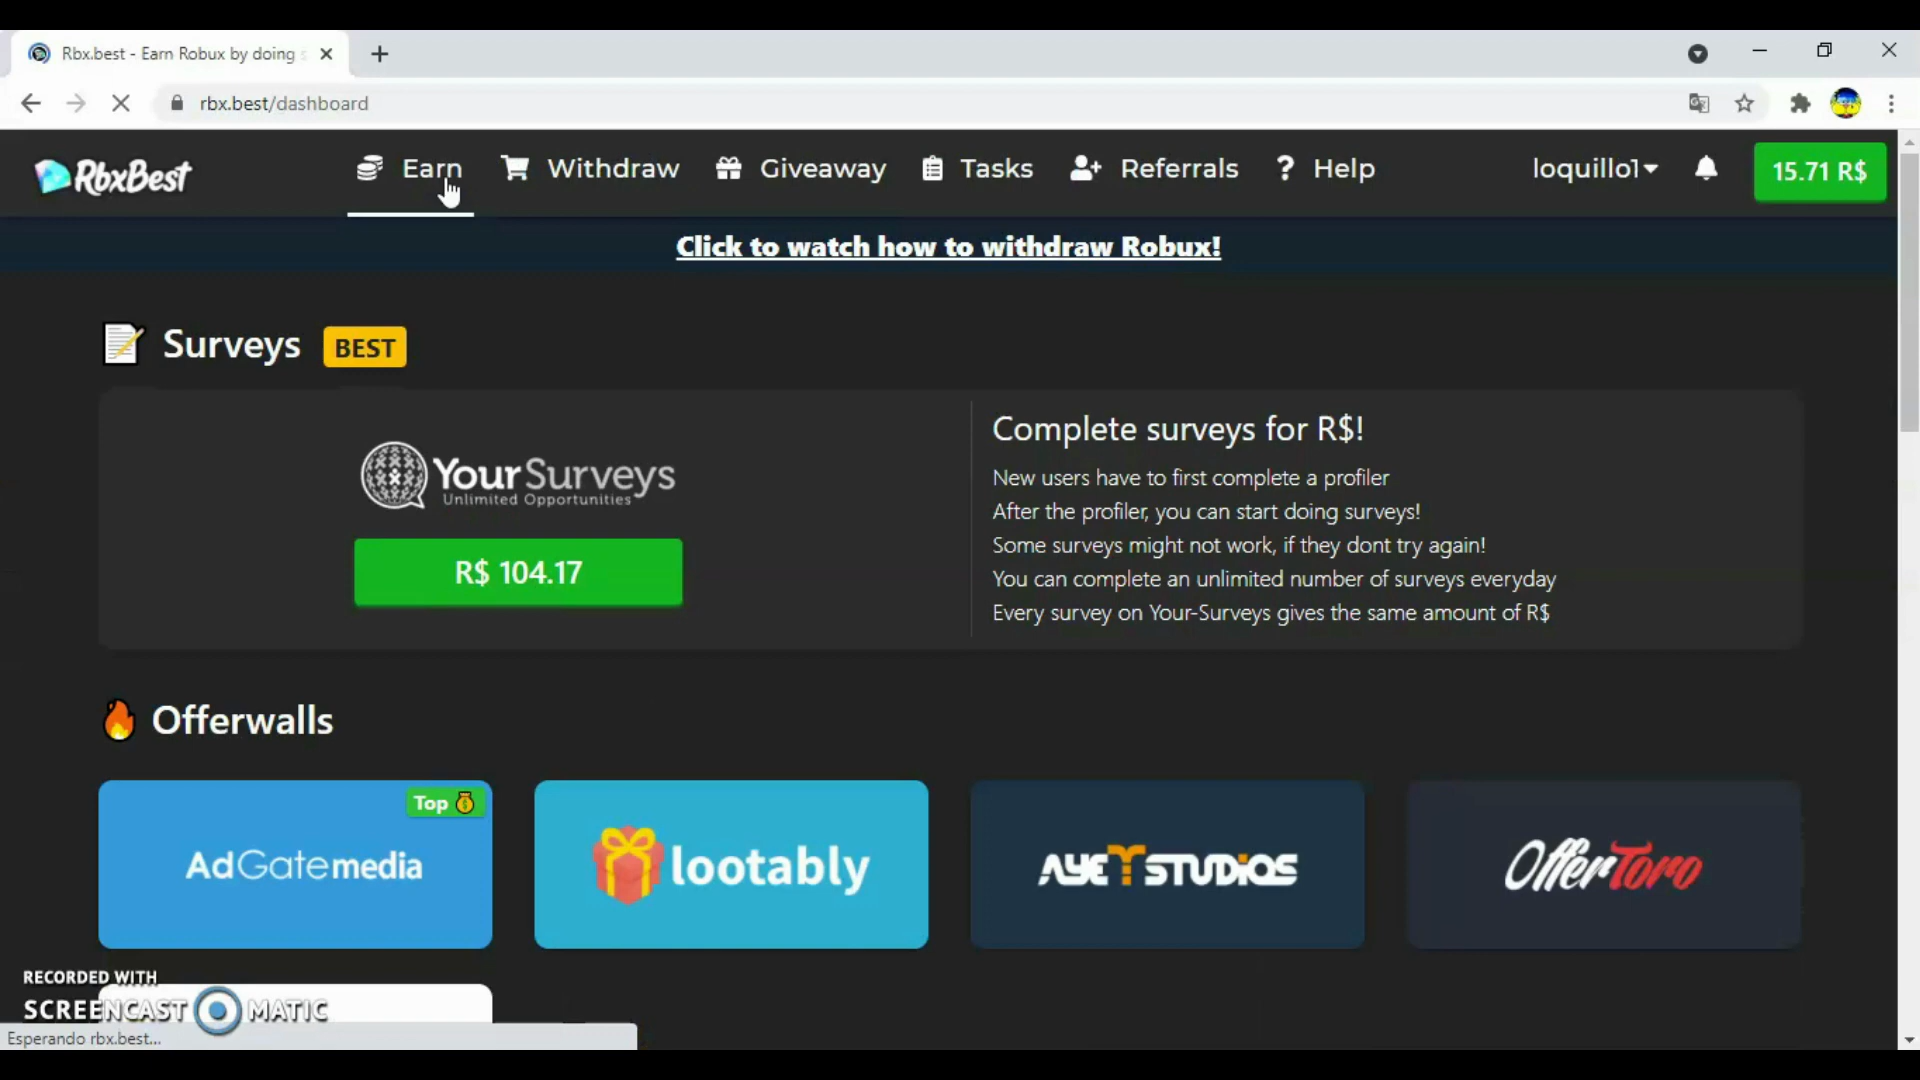 Rbx.best - Earn Robux by doing s
rbx.best/dashboard
RbxBest
Earn
Withdraw
Giveaway
Tasks
Referrals
? Help
loquillo1
15.71 R$
Click to watch how to withdraw Robux!
Surveys
BEST
YourSurveys
Unlimited Opportunities
R$ 104.17
Complete surveys for R$!
New users have to first complete a profiler
After the profiler, you can start doing surveys!
Some surveys might not work, if they dont try again!
You can complete an unlimited number of surveys everyday
Every survey on Your-Surveys gives the same amount of R$
Offerwalls
Top
AdGatemedia
lootably
AYET STUDIOS
OfferToro
RECORDED WITH
SCREENCAST MATIC
Esperando rbx.best...